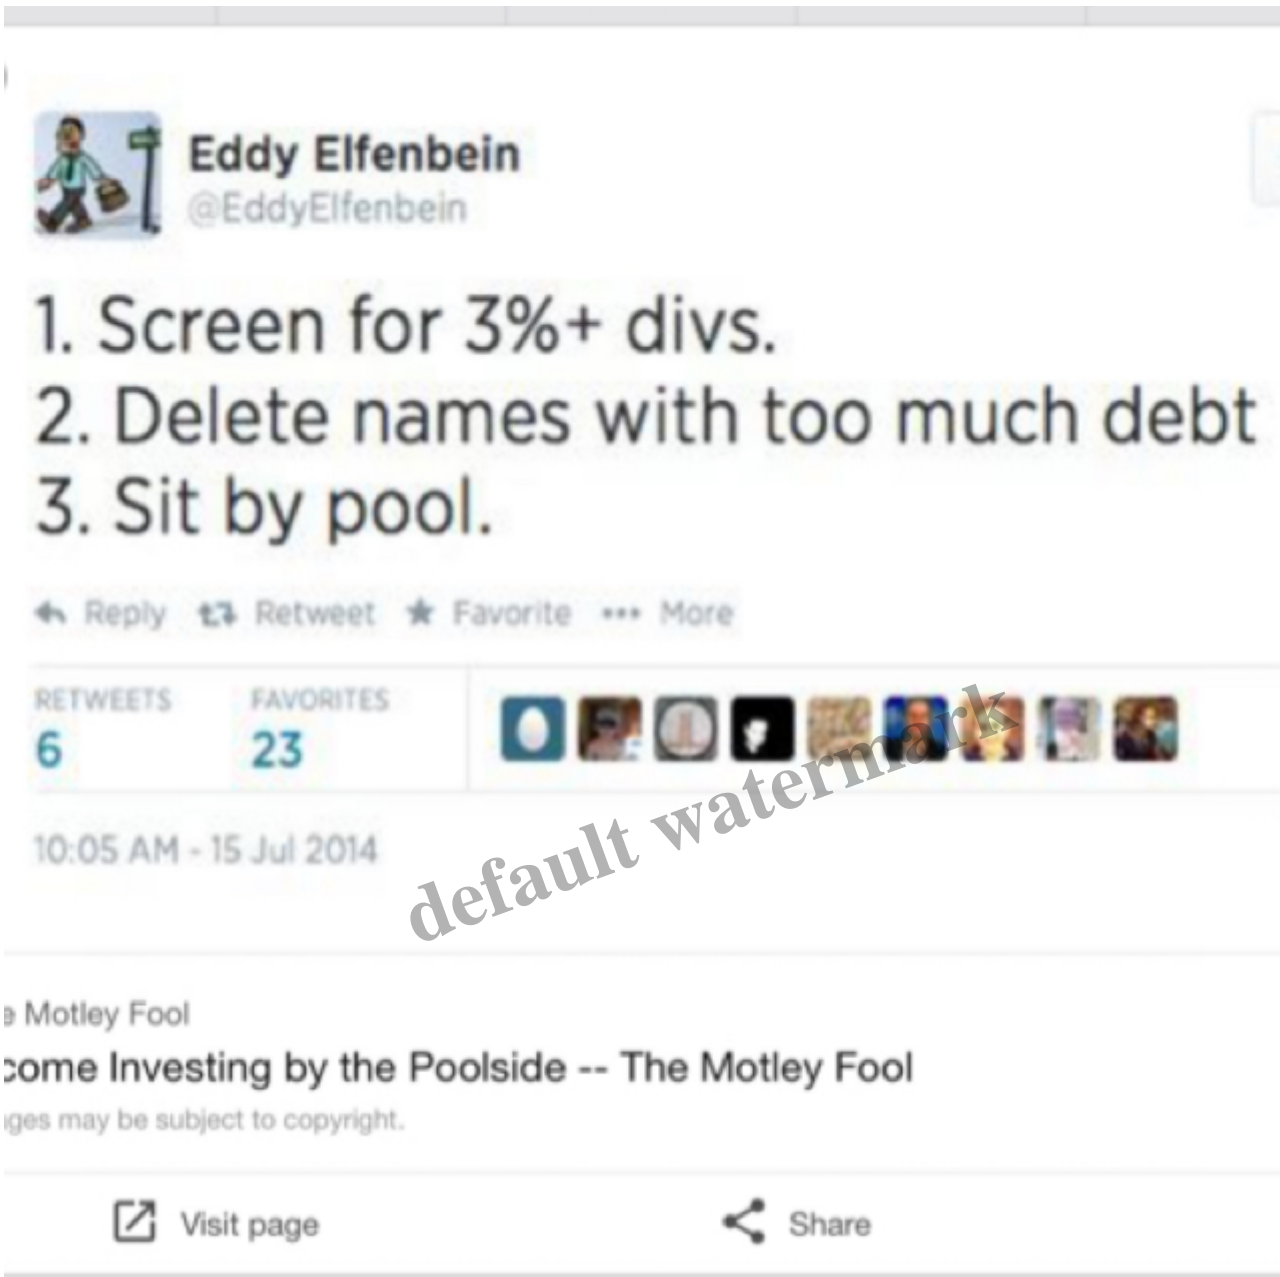 Eddy Elfenbein
@EddyElfenbein
1. Screen for 3%+ divs.
2. Delete names with too much debt
3. Sit by pool.
Reply Retweet Favorite More
RETWEETS FAVORITES
6 23
10:05 AM - 15 Jul 2014
default watermark
e Motley Fool
come Investing by the Poolside -- The Motley Fool
ges may be subject to copyright.
Visit page Share